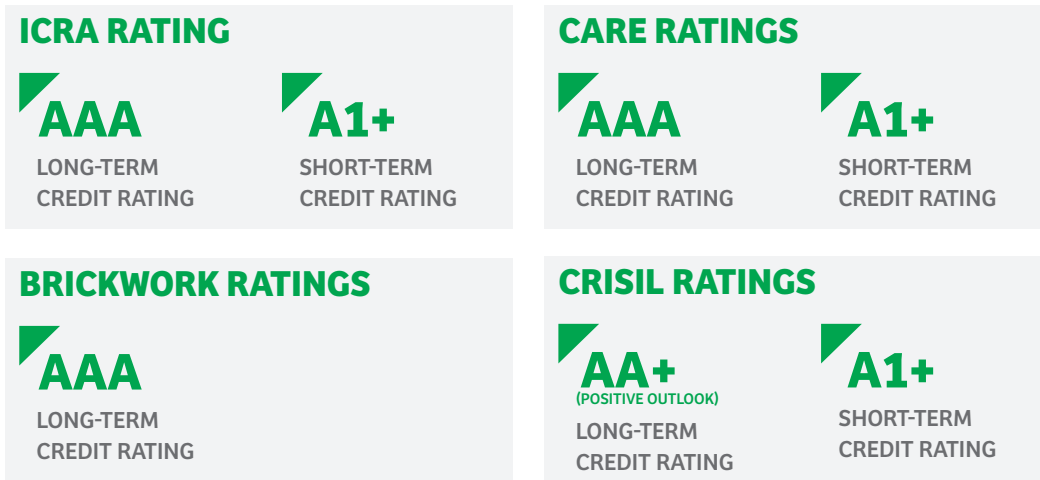 ICRA RATING
AAA
LONG-TERM
CREDIT RATING
A1+
SHORT-TERM
CREDIT RATING
CARE RATINGS
AAA
LONG-TERM
CREDIT RATING
A1+
SHORT-TERM
CREDIT RATING
BRICKWORK RATINGS
AAA
LONG-TERM
CREDIT RATING
CRISIL RATINGS
AA+
(POSITIVE OUTLOOK)
LONG-TERM
CREDIT RATING
A1+
SHORT-TERM
CREDIT RATING